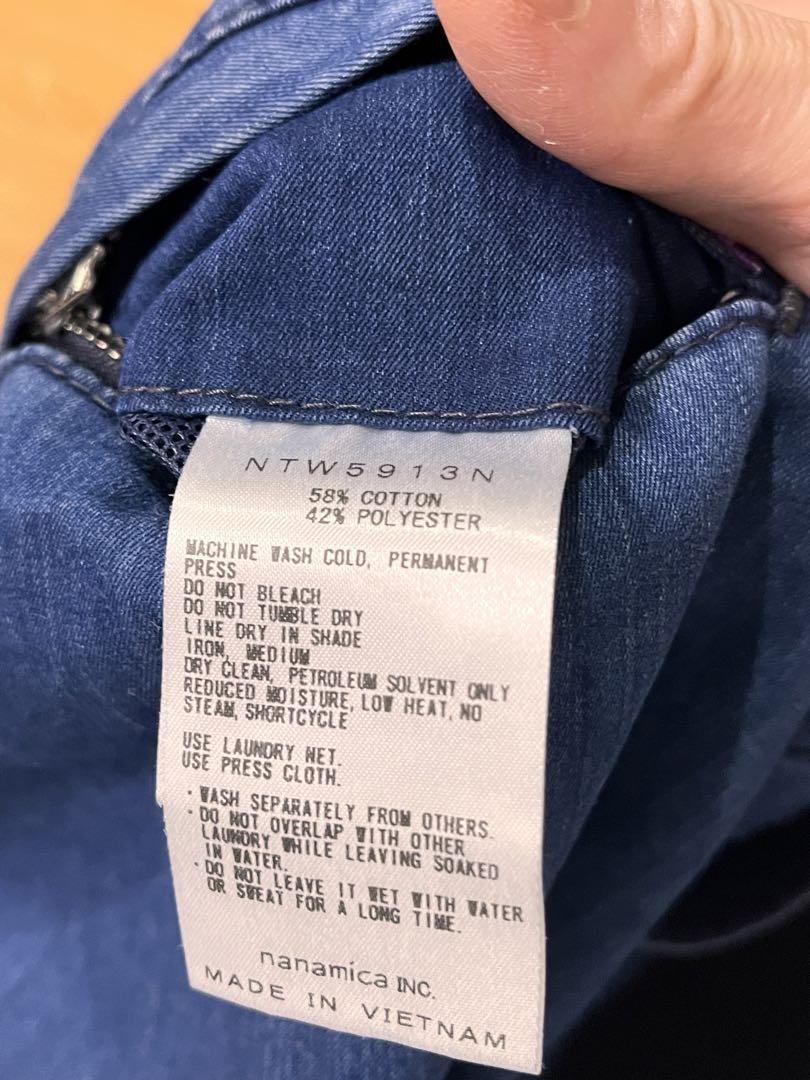 NTW5913N
58% COTTON
42% POLYESTER
MACHINE WASH COLD, PERMANENT
PRESS
DO NOT BLEACH
DO NOT TUMBLE DRY
LINE DRY IN SHADE
IRON, MEDIUM
DRY CLEAN, PETROLEUM SOLVENT ONLY
REDUCED MOISTURE, LOW HEAT, NO
STEAM, SHORTCYCLE
USE LAUNDRY NET.
USE PRESS CLOTH.
・WASH SEPARATELY FROM OTHERS.
・DO NOT OVERLAP WITH OTHER
LAUNDRY WHILE LEAVING SOAKED
IN WATER.
・DO NOT LEAVE IT WET WITH WATER
OR SWEAT FOR A LONG TIME.
nanamica INC.
MADE IN VIETNAM